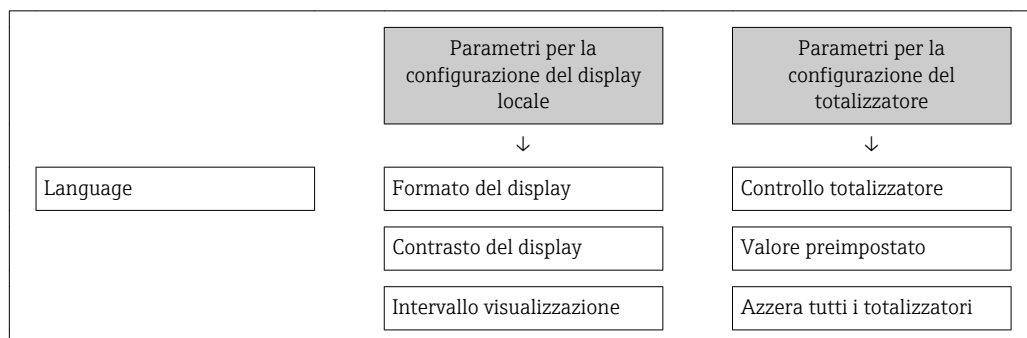 Parametri per la
configurazione del display
locale
Parametri per la
configurazione del
totalizzatore
↓
↓
Language
Formato del display
Controllo totalizzatore
Contrasto del display
Valore preimpostato
Intervallo visualizzazione
Azzera tutti i totalizzatori